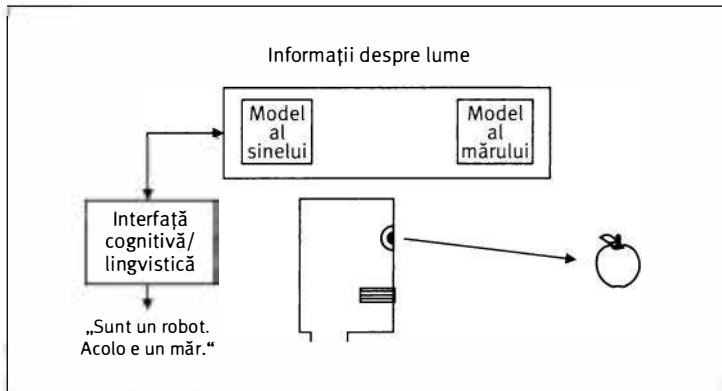 Informații despre lume
Model
al
sinelui
Model
al
mărului
Interfață
cognitivă/
lingvistică
„Sunt un robot.
Acolo e un măr.“